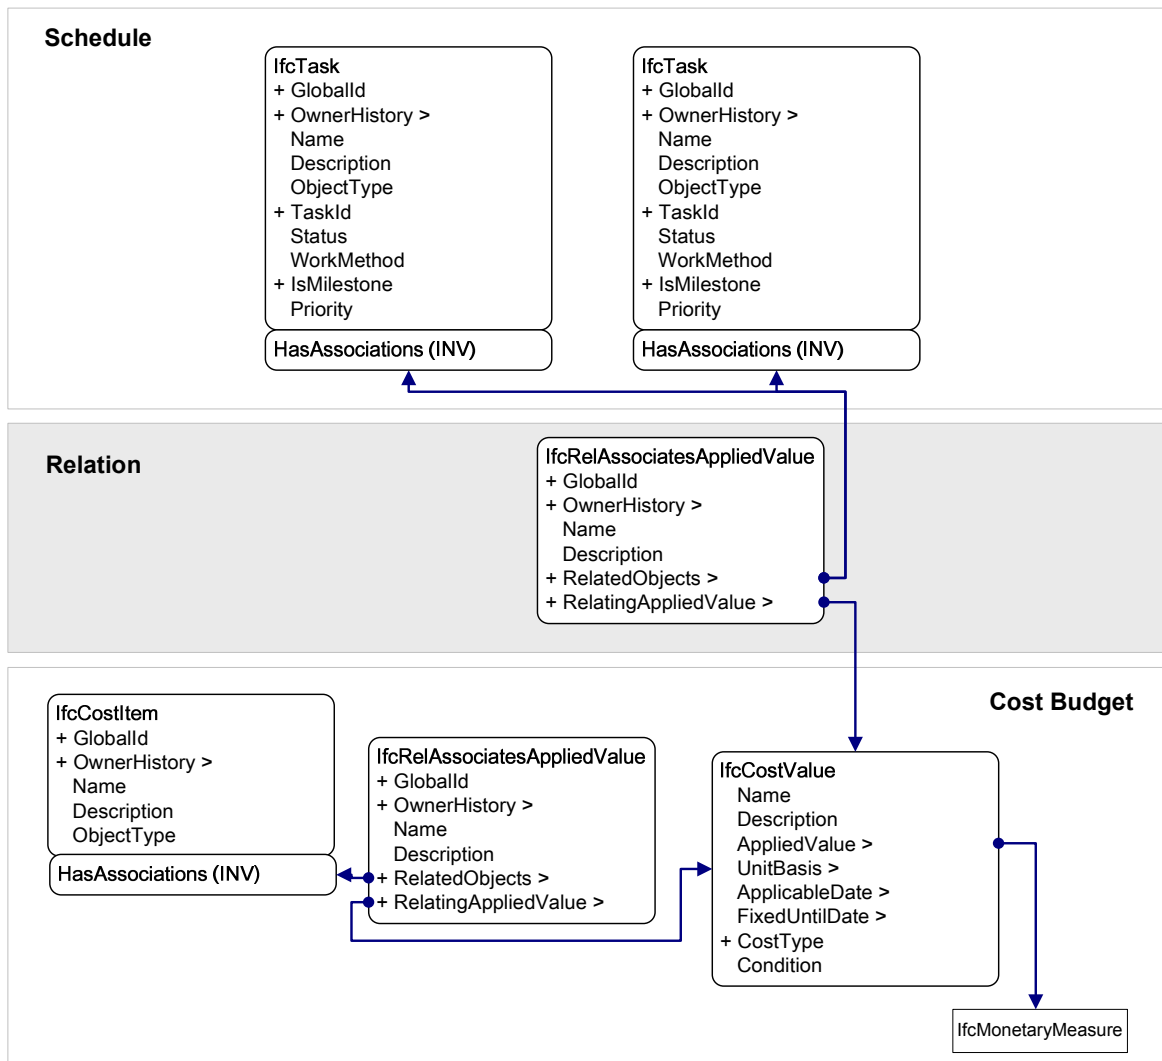 Schedule
IfcTask
+ GlobalId
+ OwnerHistory >
Name
Description
ObjectType
+ TaskId
Status
WorkMethod
+ IsMilestone
Priority
HasAssociations (INV)
IfcTask
+ GlobalId
+ OwnerHistory >
Name
Description
ObjectType
+ TaskId
Status
WorkMethod
+ IsMilestone
Priority
HasAssociations (INV)
Relation
IfcRelAssociatesAppliedValue
+ GlobalId
+ OwnerHistory >
Name
Description
+ RelatedObjects >
+ RelatingAppliedValue >
Cost Budget
IfcCostItem
+ GlobalId
+ OwnerHistory >
Name
Description
ObjectType
HasAssociations (INV)
IfcRelAssociatesAppliedValue
+ GlobalId
+ OwnerHistory >
Name
Description
+ RelatedObjects >
+ RelatingAppliedValue >
IfcCostValue
Name
Description
AppliedValue >
UnitBasis >
ApplicableDate >
FixedUntilDate >
+ CostType
Condition
IfcMonetaryMeasure